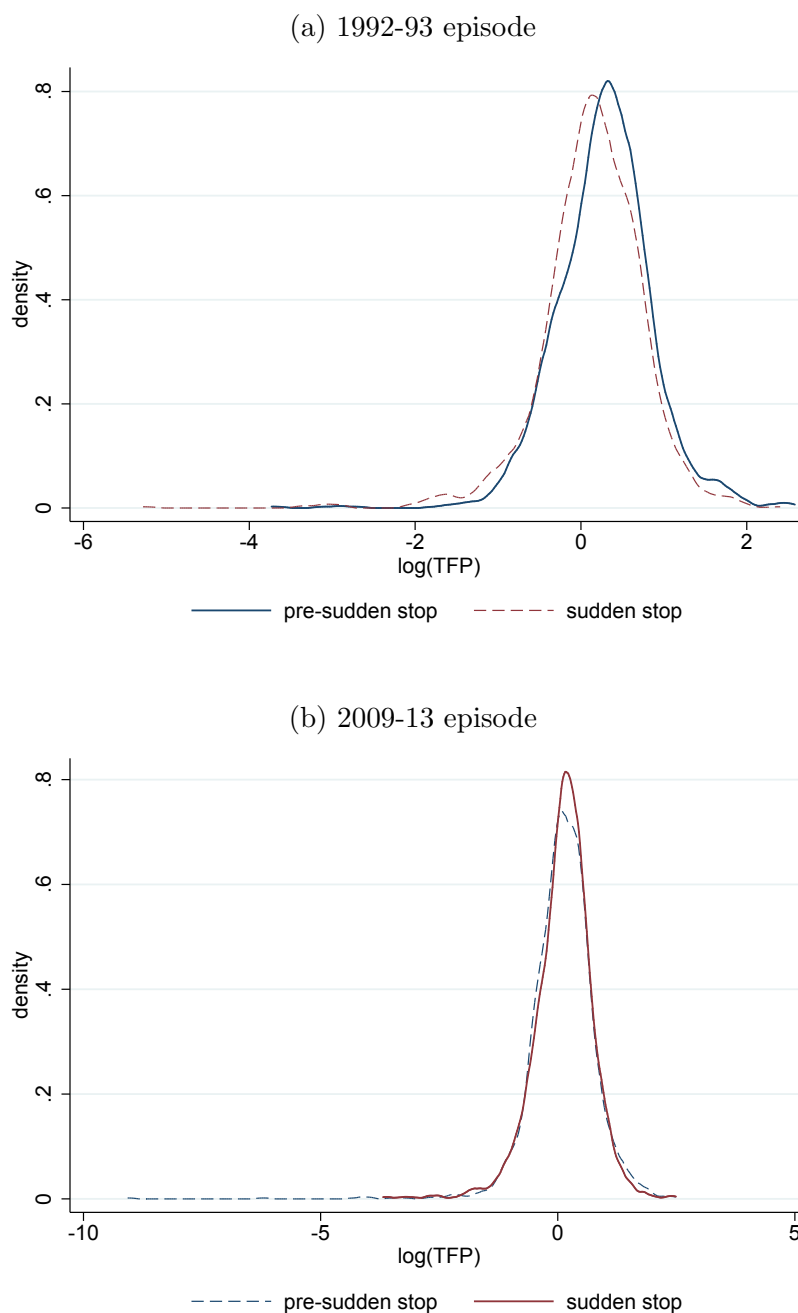 (a) 1992-93 episode
.8
.6
.4
.2
0
density
-6
-4
-2
0
2
log(TFP)
pre-sudden stop
sudden stop
(b) 2009-13 episode
.8
.6
.4
.2
0
density
-10
-5
0
5
log(TFP)
pre-sudden stop
sudden stop